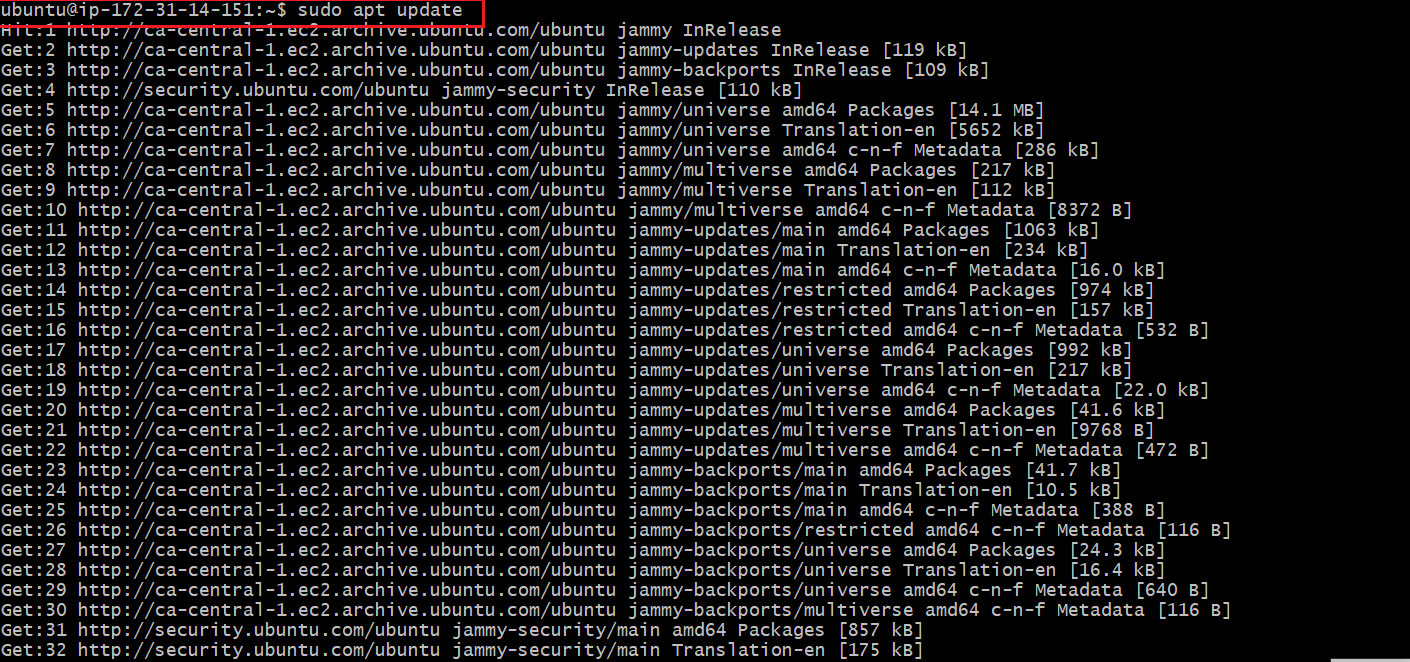 ubuntu@ip-172-31-14-151:~$ sudo apt update
Hit:1 http://ca-central-1.ec2.archive.ubuntu.com/ubuntu jammy InRelease
Get:2 http://ca-central-1.ec2.archive.ubuntu.com/ubuntu jammy-updates InRelease [119 kB]
Get:3 http://ca-central-1.ec2.archive.ubuntu.com/ubuntu jammy-backports InRelease [109 kB]
Get:4 http://security.ubuntu.com/ubuntu jammy-security InRelease [110 kB]
Get:5 http://ca-central-1.ec2.archive.ubuntu.com/ubuntu jammy/universe amd64 Packages [14.1 MB]
Get:6 http://ca-central-1.ec2.archive.ubuntu.com/ubuntu jammy/universe Translation-en [5652 kB]
Get:7 http://ca-central-1.ec2.archive.ubuntu.com/ubuntu jammy/universe amd64 c-n-f Metadata [286 kB]
Get:8 http://ca-central-1.ec2.archive.ubuntu.com/ubuntu jammy/multiverse amd64 Packages [217 kB]
Get:9 http://ca-central-1.ec2.archive.ubuntu.com/ubuntu jammy/multiverse Translation-en [112 kB]
Get:10 http://ca-central-1.ec2.archive.ubuntu.com/ubuntu jammy/multiverse amd64 c-n-f Metadata [8372 B]
Get:11 http://ca-central-1.ec2.archive.ubuntu.com/ubuntu jammy-updates/main amd64 Packages [1063 kB]
Get:12 http://ca-central-1.ec2.archive.ubuntu.com/ubuntu jammy-updates/main Translation-en [234 kB]
Get:13 http://ca-central-1.ec2.archive.ubuntu.com/ubuntu jammy-updates/main amd64 c-n-f Metadata [16.0 kB]
Get:14 http://ca-central-1.ec2.archive.ubuntu.com/ubuntu jammy-updates/restricted amd64 Packages [974 kB]
Get:15 http://ca-central-1.ec2.archive.ubuntu.com/ubuntu jammy-updates/restricted Translation-en [157 kB]
Get:16 http://ca-central-1.ec2.archive.ubuntu.com/ubuntu jammy-updates/restricted amd64 c-n-f Metadata [532 B]
Get:17 http://ca-central-1.ec2.archive.ubuntu.com/ubuntu jammy-updates/universe amd64 Packages [992 kB]
Get:18 http://ca-central-1.ec2.archive.ubuntu.com/ubuntu jammy-updates/universe Translation-en [217 kB]
Get:19 http://ca-central-1.ec2.archive.ubuntu.com/ubuntu jammy-updates/universe amd64 c-n-f Metadata [22.0 kB]
Get:20 http://ca-central-1.ec2.archive.ubuntu.com/ubuntu jammy-updates/multiverse amd64 Packages [41.6 kB]
Get:21 http://ca-central-1.ec2.archive.ubuntu.com/ubuntu jammy-updates/multiverse Translation-en [9768 B]
Get:22 http://ca-central-1.ec2.archive.ubuntu.com/ubuntu jammy-updates/multiverse amd64 c-n-f Metadata [472 B]
Get:23 http://ca-central-1.ec2.archive.ubuntu.com/ubuntu jammy-backports/main amd64 Packages [41.7 kB]
Get:24 http://ca-central-1.ec2.archive.ubuntu.com/ubuntu jammy-backports/main Translation-en [10.5 kB]
Get:25 http://ca-central-1.ec2.archive.ubuntu.com/ubuntu jammy-backports/main amd64 c-n-f Metadata [388 B]
Get:26 http://ca-central-1.ec2.archive.ubuntu.com/ubuntu jammy-backports/restricted amd64 c-n-f Metadata [116 B]
Get:27 http://ca-central-1.ec2.archive.ubuntu.com/ubuntu jammy-backports/universe amd64 Packages [24.3 kB]
Get:28 http://ca-central-1.ec2.archive.ubuntu.com/ubuntu jammy-backports/universe Translation-en [16.4 kB]
Get:29 http://ca-central-1.ec2.archive.ubuntu.com/ubuntu jammy-backports/universe amd64 c-n-f Metadata [640 B]
Get:30 http://ca-central-1.ec2.archive.ubuntu.com/ubuntu jammy-backports/multiverse amd64 c-n-f Metadata [116 B]
Get:31 http://security.ubuntu.com/ubuntu jammy-security/main amd64 Packages [857 kB]
Get:32 http://security.ubuntu.com/ubuntu jammy-security/main Translation-en [175 kB]